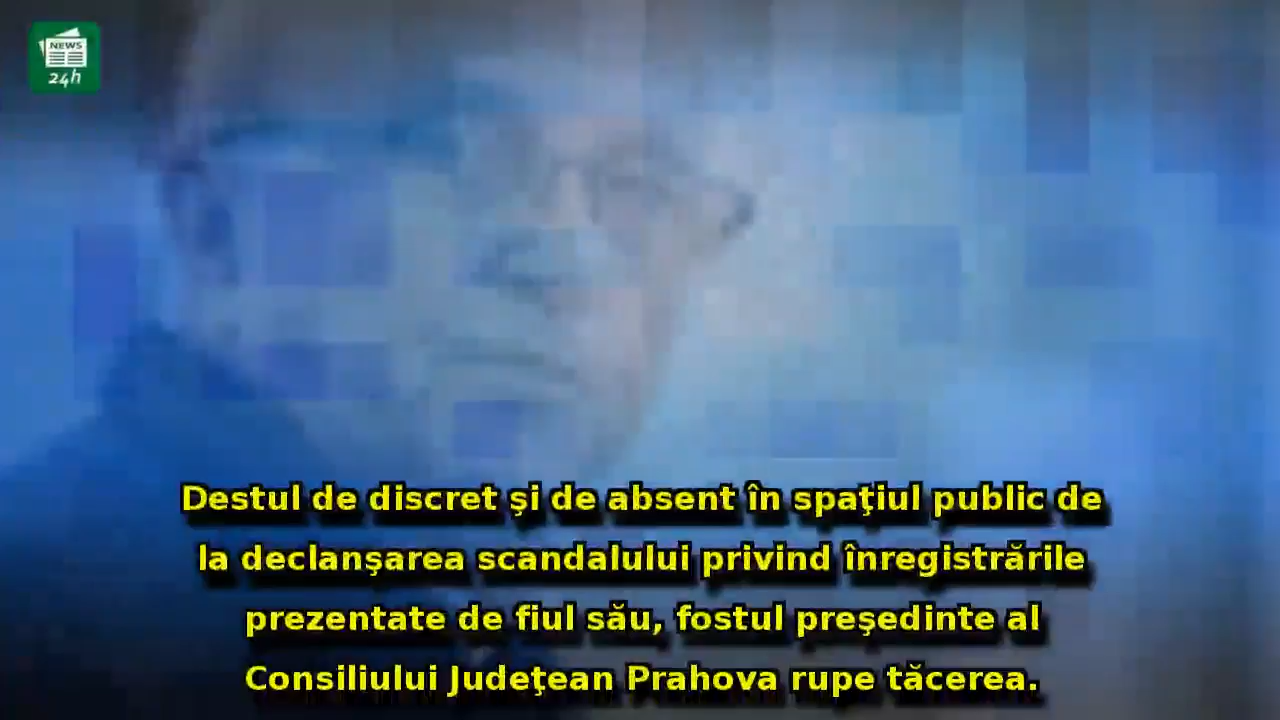 NEWS
24h
Destul de discret şi de absent în spaţiul public de
la declanşarea scandalului privind înregistrările
prezentate de fiul său, fostul preşedinte al
Consiliului Judeţean Prahova rupe tăcerea.